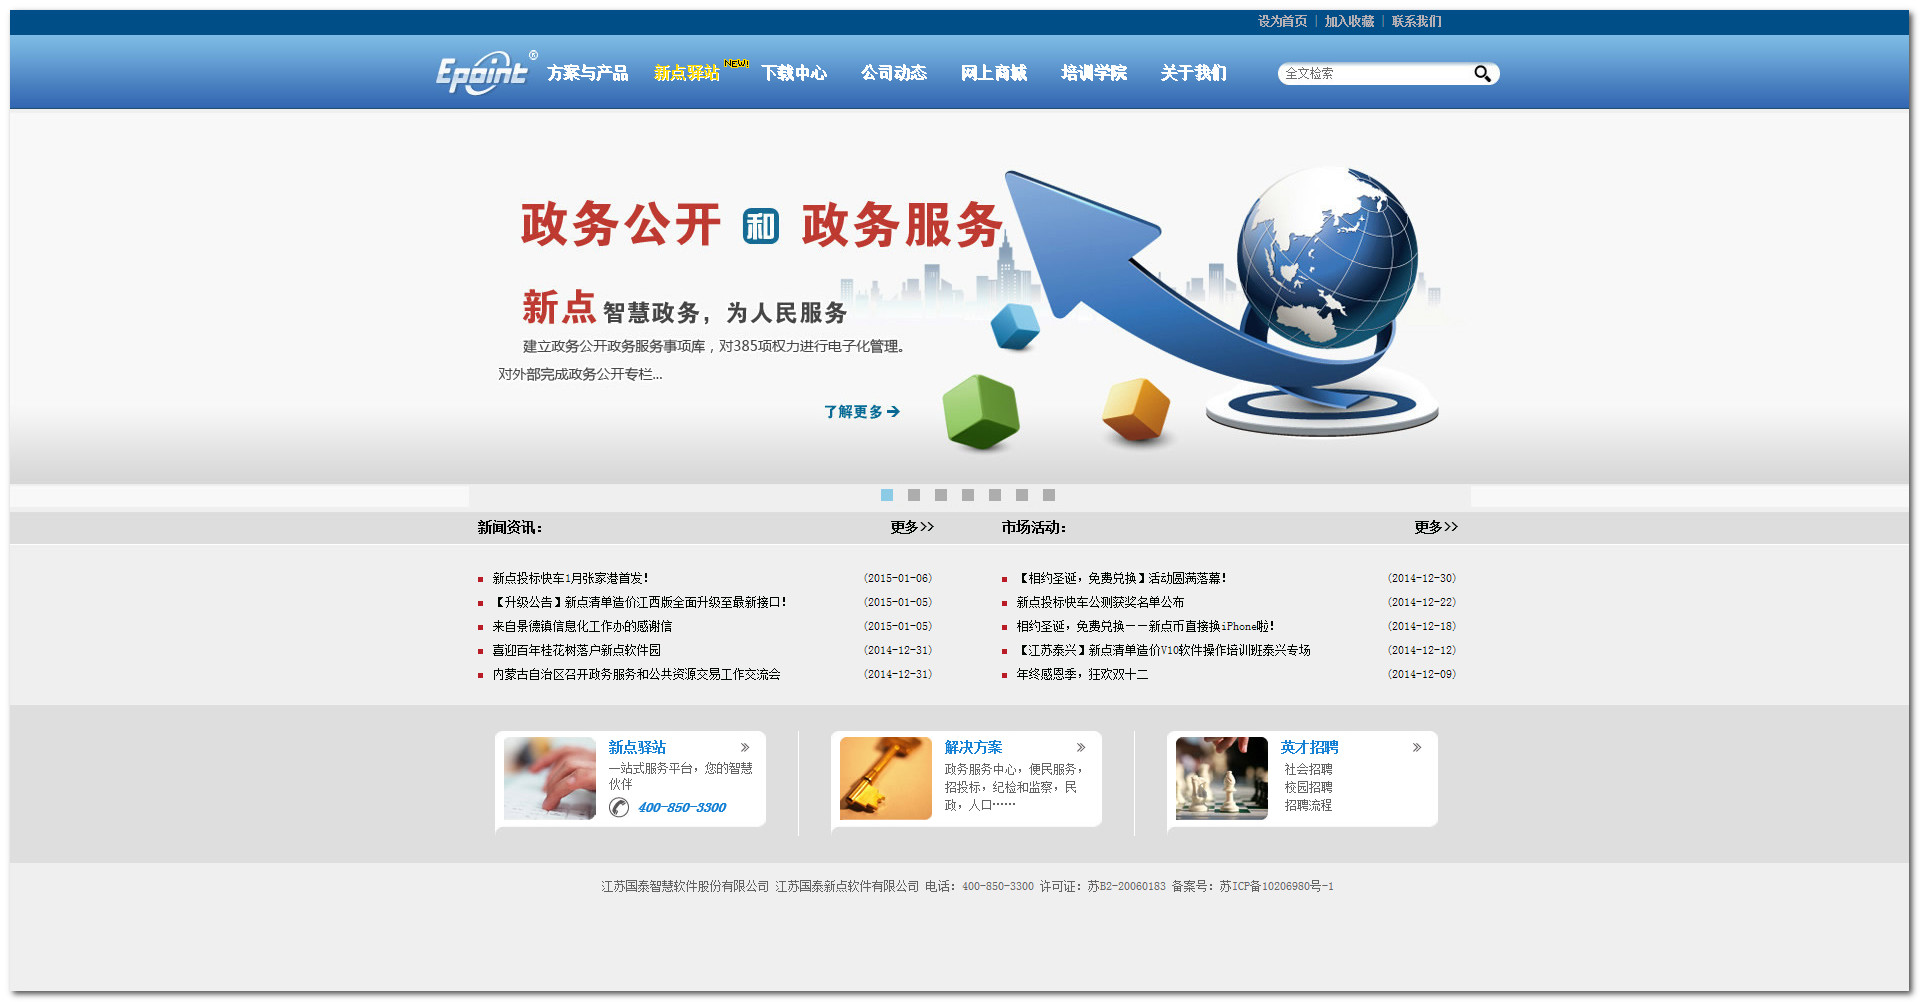 设为首页 | 加入收藏 | 联系我们
Epoint® 方案与产品 新点驿站 NEW! 下载中心 公司动态 网上商城 培训学院 关于我们 全文检索
政务公开 和 政务服务
新点 智慧政务，为人民服务
建立政务公开政务服务事项库，对385项权力进行电子化管理。
对外部完成政务公开专栏...
了解更多
新闻资讯： 更多>>
新点投标快车1月张家港首发！ (2015-01-06)
【升级公告】新点清单造价江西版全面升级至最新接口！ (2015-01-05)
来自景德镇信息化工作办的感谢信 (2015-01-05)
喜迎百年桂花树落户新点软件园 (2014-12-31)
内蒙古自治区召开政务服务和公共资源交易工作交流会 (2014-12-31)
市场活动： 更多>>
【相约圣诞，免费兑换】活动圆满落幕！ (2014-12-30)
新点投标快车公测获奖名单公布 (2014-12-22)
相约圣诞，免费兑换－－新点币直接换iPhone啦！ (2014-12-18)
【江苏泰兴】新点清单造价V10软件操作培训班泰兴专场 (2014-12-12)
年终感恩季，狂欢双十二 (2014-12-09)
新点驿站 »
一站式服务平台，您的智慧
伙伴
400-850-3300
解决方案 »
政务服务中心，便民服务，
招投标，纪检和监察，民
政，人口……
英才招聘 »
社会招聘
校园招聘
招聘流程
江苏国泰智慧软件股份有限公司 江苏国泰新点软件有限公司 电话：400-850-3300 许可证：苏B2-20060183 备案号：苏ICP备10206980号-1